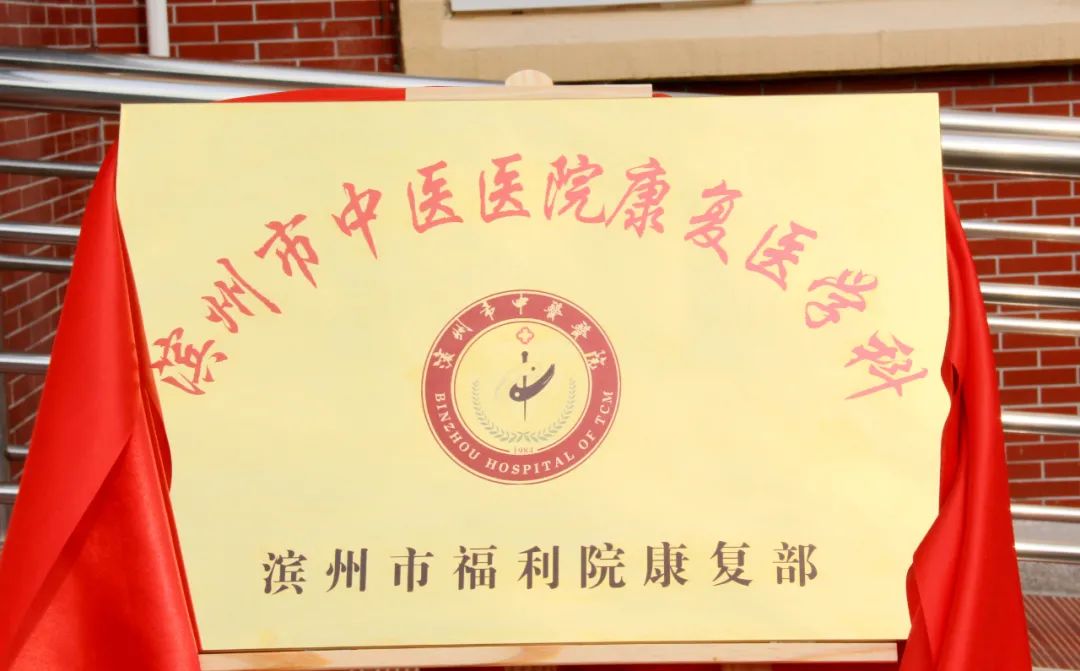 滨州市中医医院康复医学科
滨州市中醫醫院
BINZHOU HOSPITAL OF TCM
1984
滨州市福利院康复部